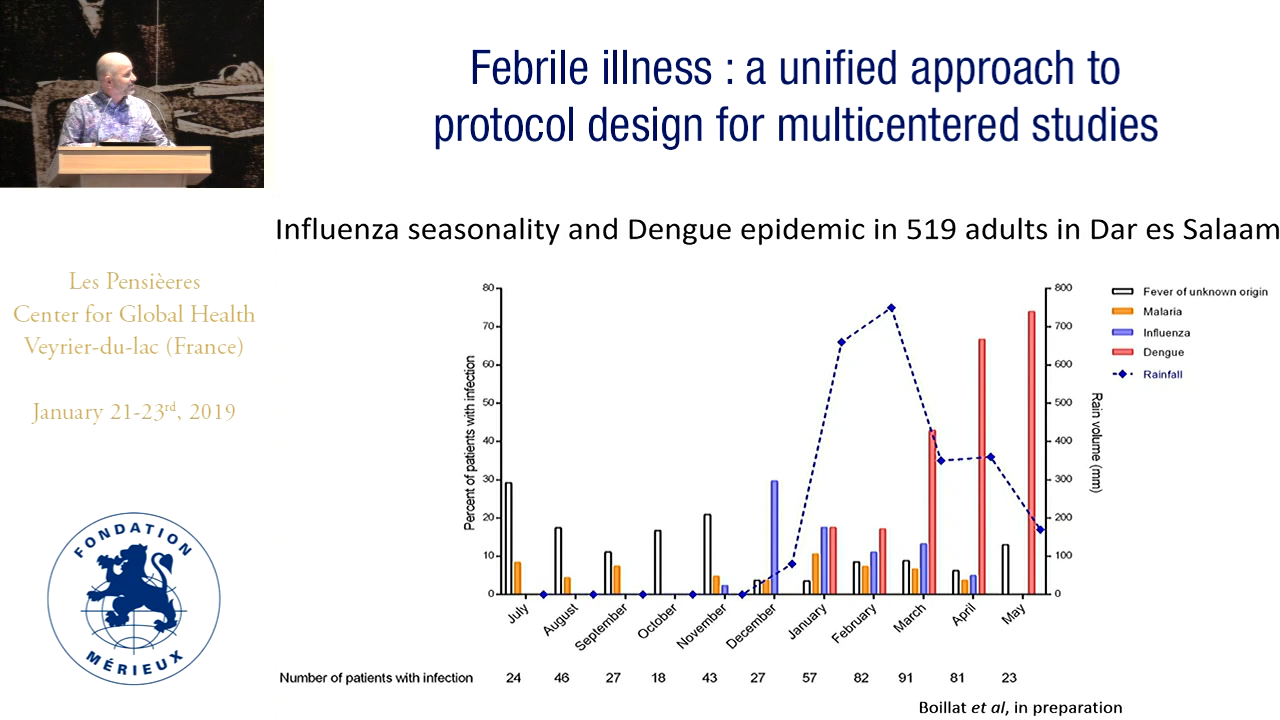 Febrile illness : a unified approach to
protocol design for multicentered studies
Influenza seasonality and Dengue epidemic in 519 adults in Dar es Salaam
Les Pensièeres
Center for Global Health
Veyrier-du-lac (France)
January 21-23rd, 2019
FONDATION
MÉRIEUX
Percent of patients with infection
80
70
60
50
40
30
20
10
0
800
700
600
500
400
300
200
100
0
Rain volume (mm)
Fever of unknown origin
Malaria
Influenza
Dengue
Rainfall
July August September October November December January February March April May
Number of patients with infection 24 46 27 18 43 27 57 82 91 81 23
Boillat et al, in preparation